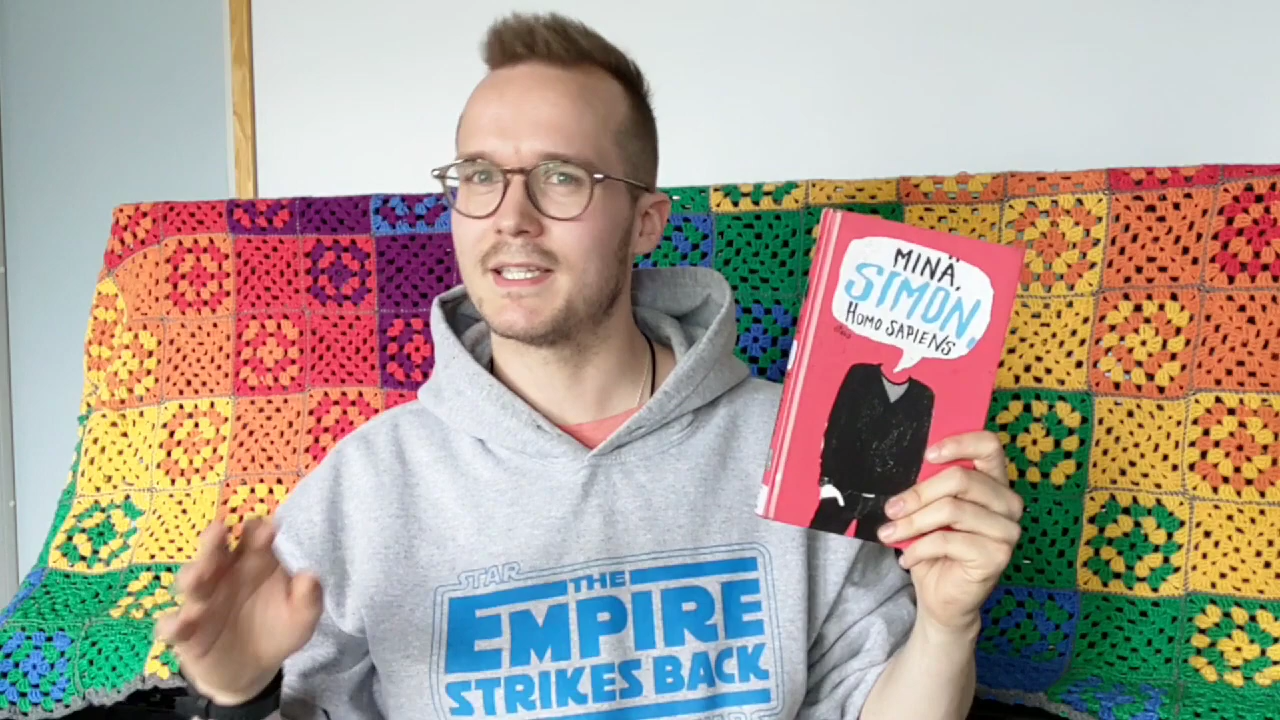 MINÄ,
SIMON,
HOMO SAPIENS
STAR
THE
EMPIRE
STRIKES BACK